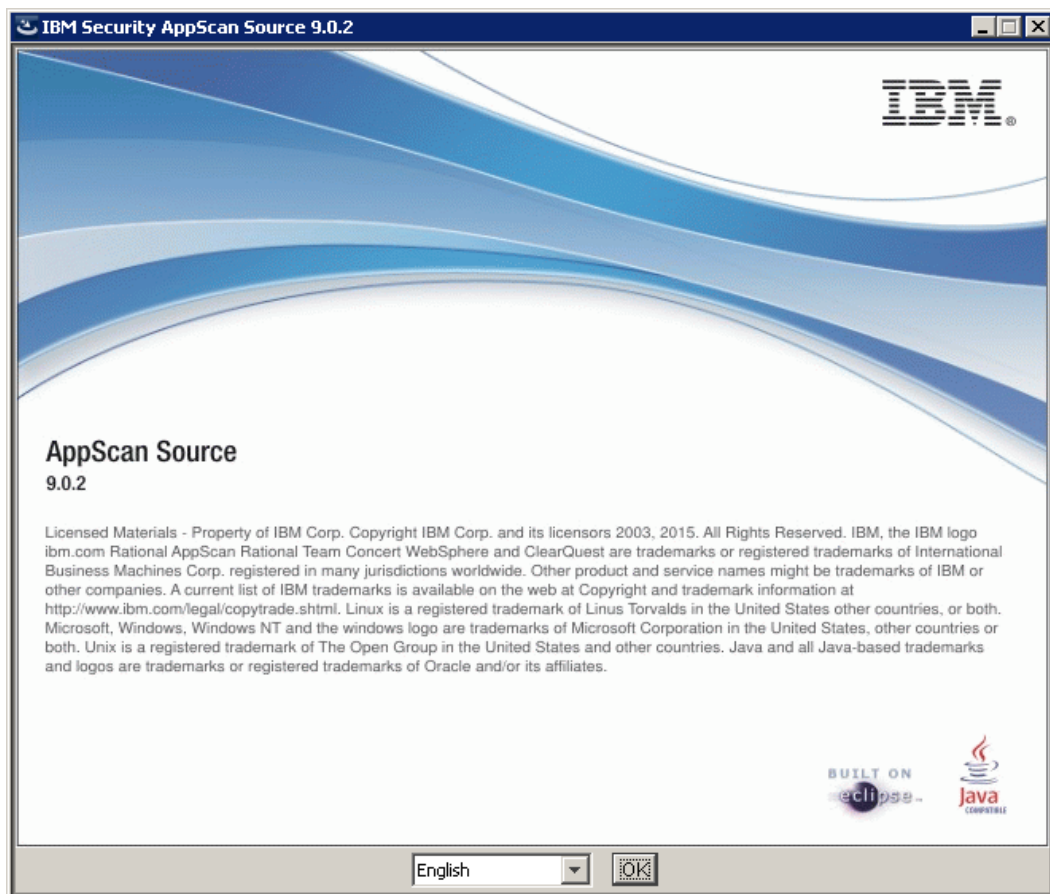 IBM Security AppScan Source 9.0.2
IBM®
AppScan Source
9.0.2
Licensed Materials - Property of IBM Corp. Copyright IBM Corp. and its licensors 2003, 2015. All Rights Reserved. IBM, the IBM logo
ibm.com Rational AppScan Rational Team Concert WebSphere and ClearQuest are trademarks or registered trademarks of International
Business Machines Corp. registered in many jurisdictions worldwide. Other product and service names might be trademarks of IBM or
other companies. A current list of IBM trademarks is available on the web at Copyright and trademark information at
http://www.ibm.com/legal/copytrade.shtml. Linux is a registered trademark of Linus Torvalds in the United States other countries, or both.
Microsoft, Windows, Windows NT and the windows logo are trademarks of Microsoft Corporation in the United States, other countries or
both. Unix is a registered trademark of The Open Group in the United States and other countries. Java and all Java-based trademarks
and logos are trademarks or registered trademarks of Oracle and/or its affiliates.
BUILT ON
eclipse™
Java
COMPATIBLE
English
OK